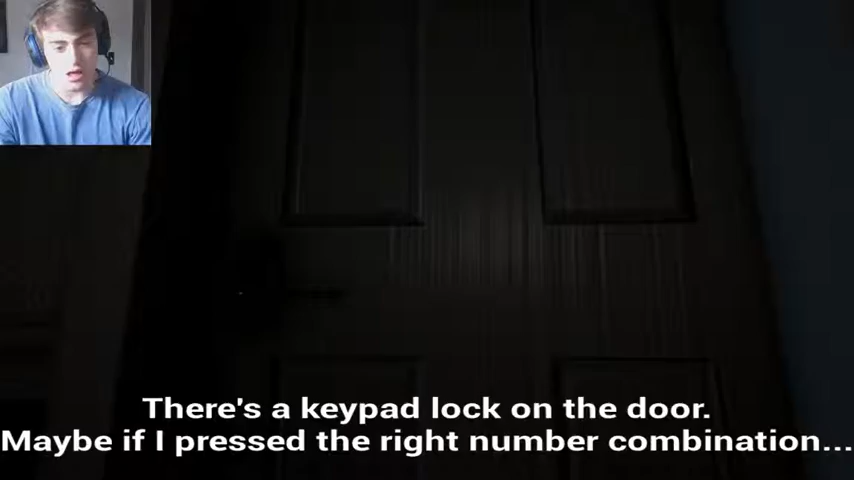 There's a keypad lock on the door.
Maybe if I pressed the right number combination...